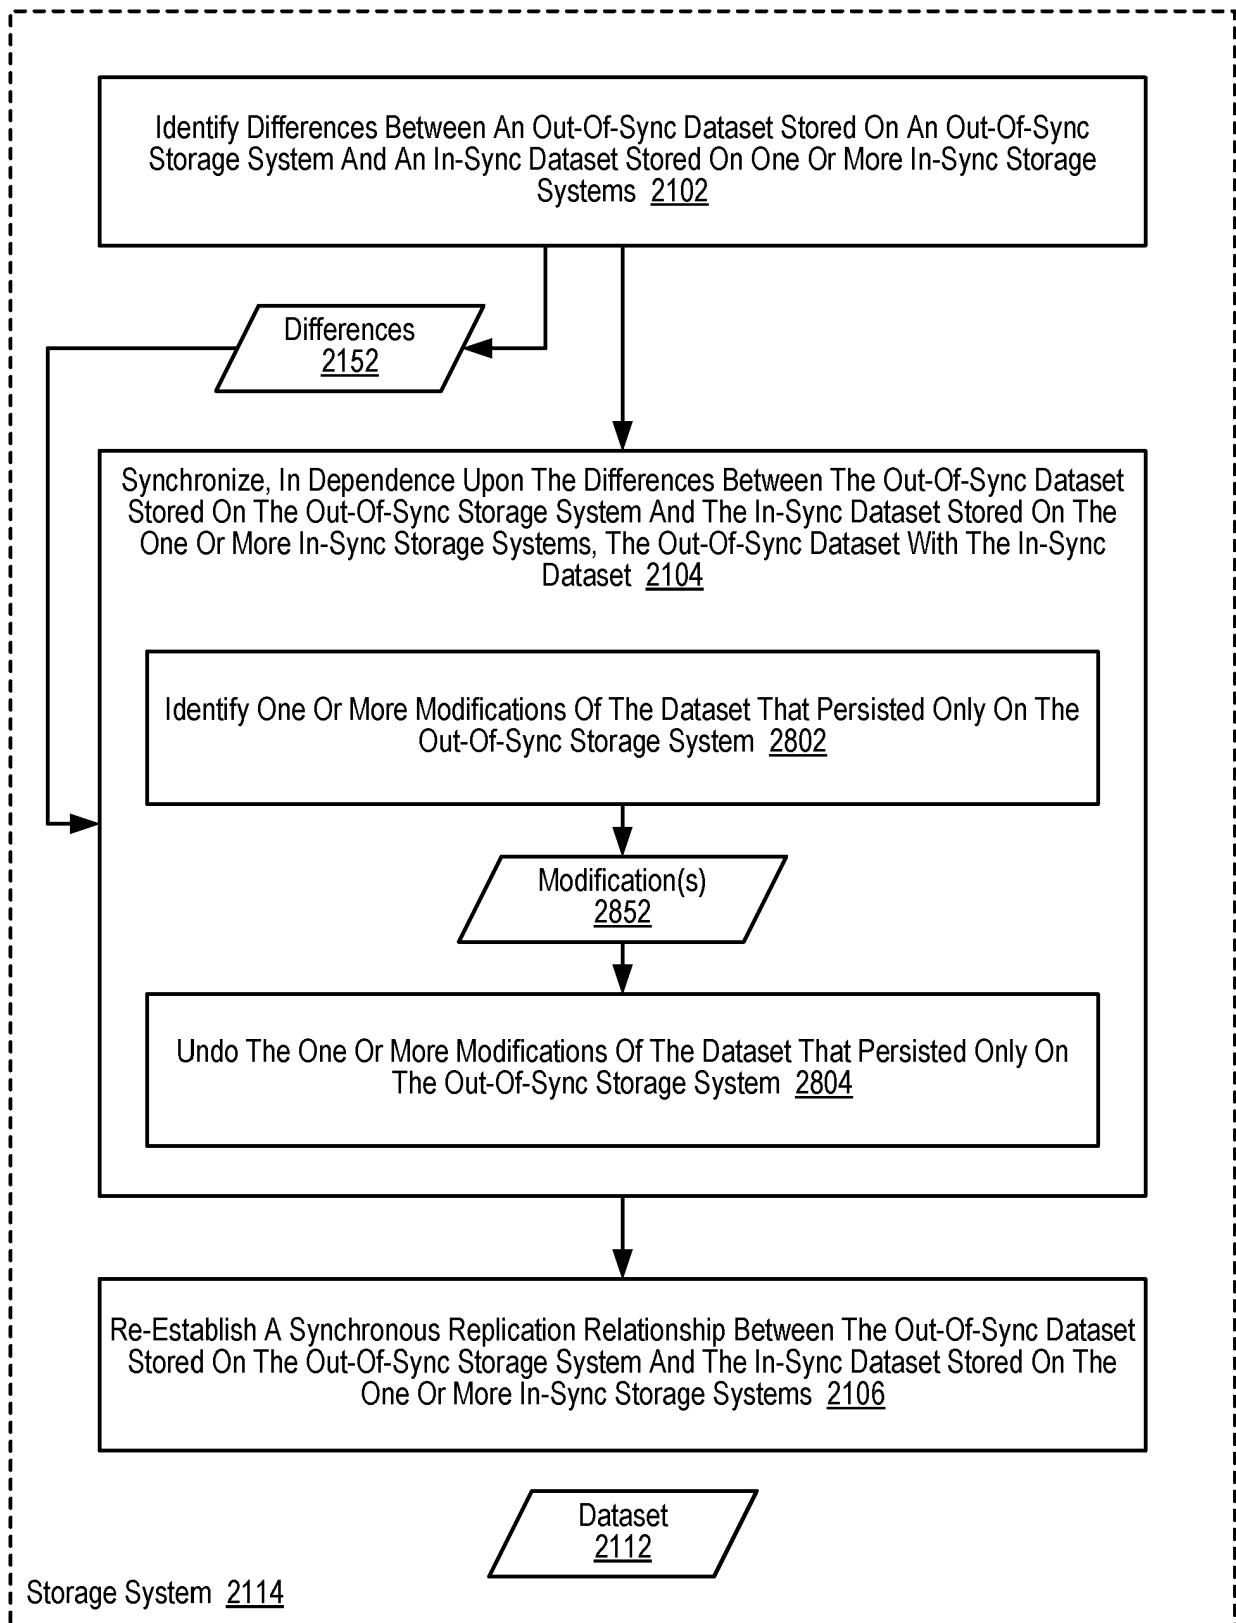 Identify Differences Between An Out-Of-Sync Dataset Stored On An Out-Of-Sync
Storage System And An In-Sync Dataset Stored On One Or More In-Sync Storage
Systems 2102
Differences
2152
Synchronize, In Dependence Upon The Differences Between The Out-Of-Sync Dataset
Stored On The Out-Of-Sync Storage System And The In-Sync Dataset Stored On The
One Or More In-Sync Storage Systems, The Out-Of-Sync Dataset With The In-Sync
Dataset 2104
Identify One Or More Modifications Of The Dataset That Persisted Only On The
Out-Of-Sync Storage System 2802
Modification(s)
2852
Undo The One Or More Modifications Of The Dataset That Persisted Only On
The Out-Of-Sync Storage System 2804
Re-Establish A Synchronous Replication Relationship Between The Out-Of-Sync Dataset
Stored On The Out-Of-Sync Storage System And The In-Sync Dataset Stored On The
One Or More In-Sync Storage Systems 2106
Dataset
2112
Storage System 2114